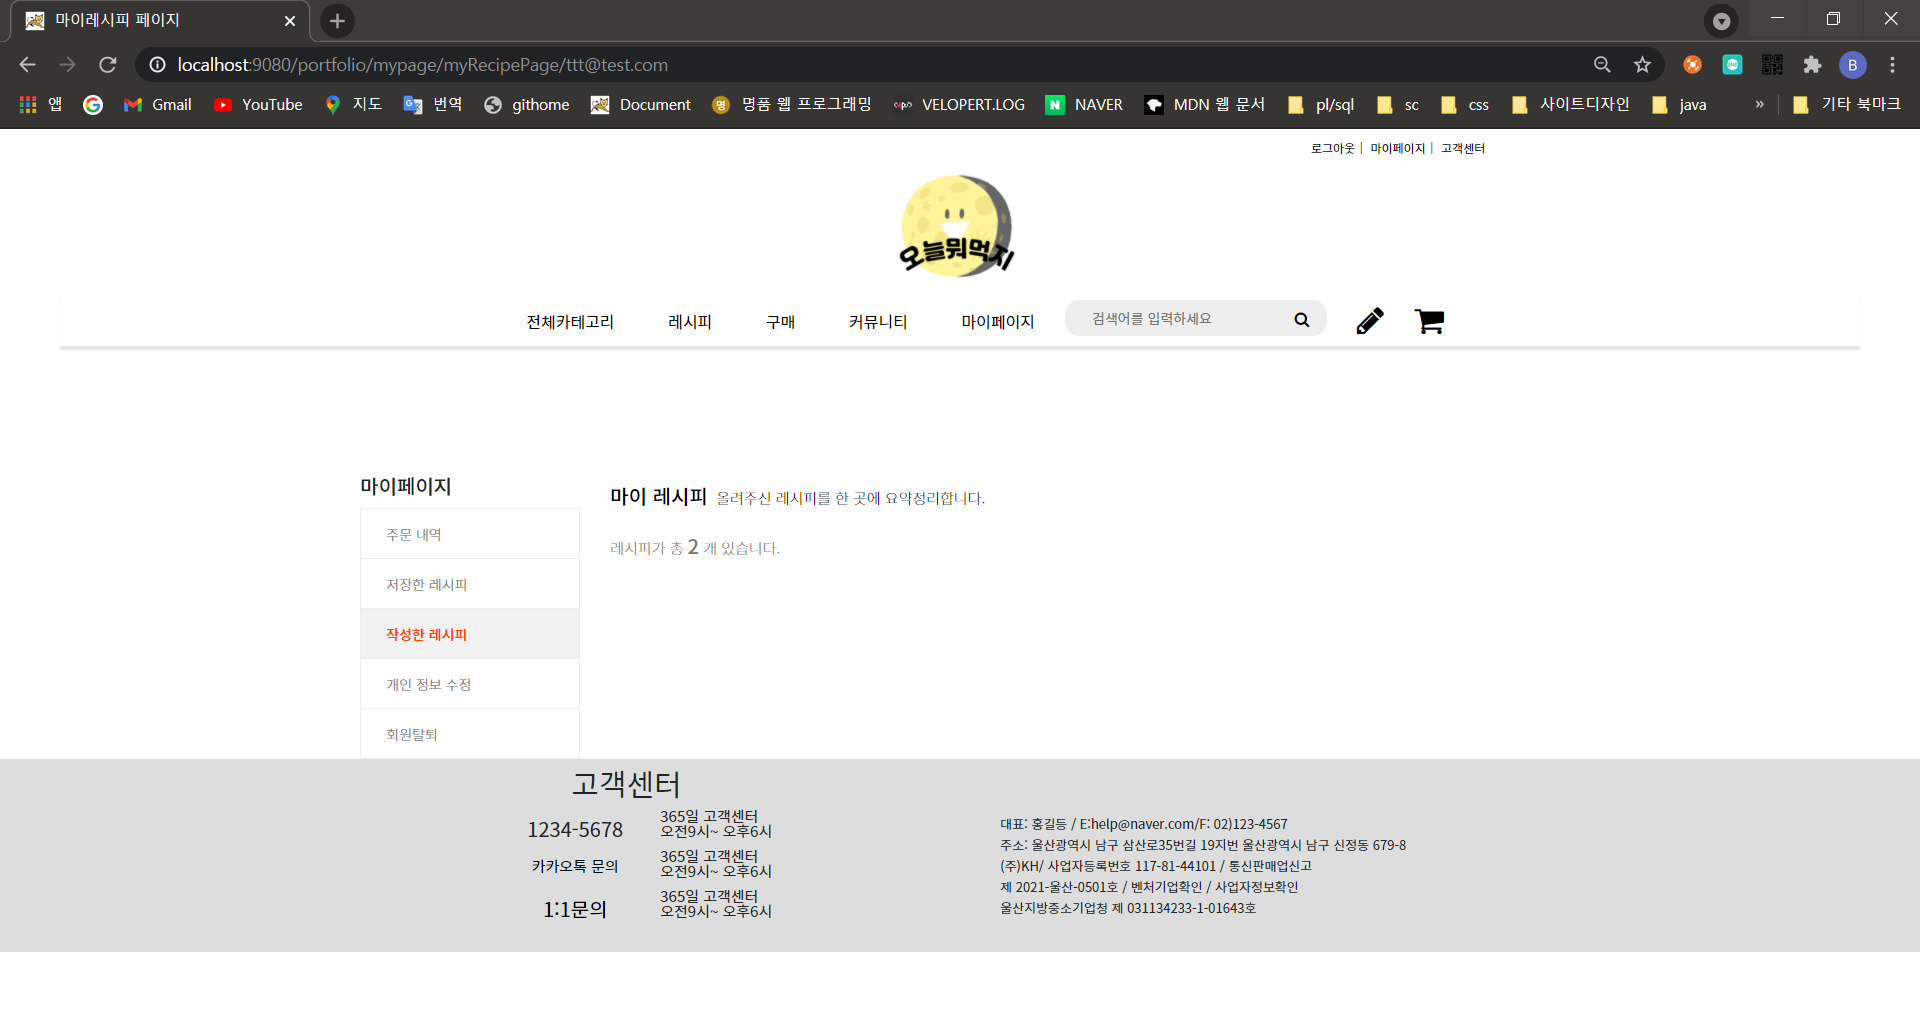 마이레시피 페이지
localhost:9080/portfolio/mypage/myRecipePage/ttt@test.com
B
앱 Gmail YouTube 지도 번역 githome Document 명 명품 웹 프로그래밍 VELOPERT.LOG N NAVER MDN 웹 문서 pl/sql sc css 사이트디자인 java » 기타 북마크
로그아웃 | 마이페이지 | 고객센터
오늘뭐먹지
전체카테고리 레시피 구매 커뮤니티 마이페이지 검색어를 입력하세요
마이페이지
주문 내역
저장한 레시피
작성한 레시피
개인 정보 수정
회원탈퇴
마이 레시피 올려주신 레시피를 한 곳에 요약정리합니다.
레시피가 총 2 개 있습니다.
고객센터
1234-5678
365일 고객센터
오전9시~ 오후6시
카카오톡 문의
365일 고객센터
오전9시~ 오후6시
1:1문의
365일 고객센터
오전9시~ 오후6시
대표: 홍길등 / E:help@naver.com/F: 02)123-4567
주소: 울산광역시 남구 삼산로35번길 19지번 울산광역시 남구 신정동 679-8
(주)KH/ 사업자등록번호 117-81-44101 / 통신판매업신고
제 2021-울산-0501호 / 벤처기업확인 / 사업자정보확인
울산지방중소기업청 제 031134233-1-01643호